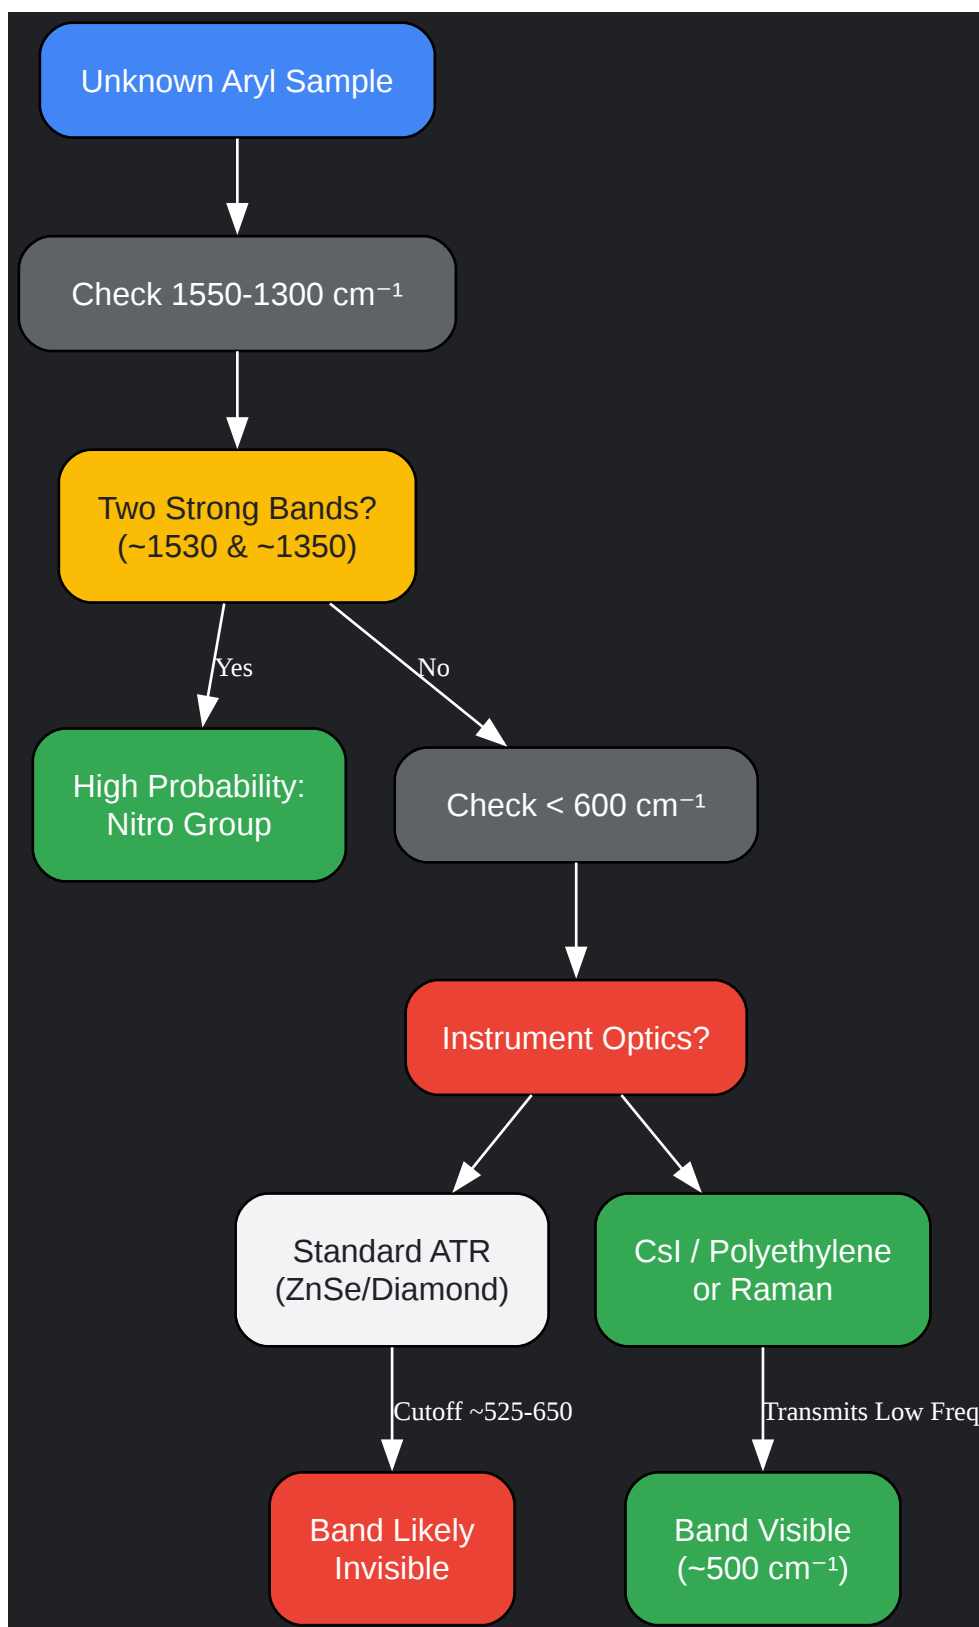 Unknown Aryl Sample
Check 1550-1300 cm⁻¹
Two Strong Bands?
(~1530 & ~1350)
Yes
No
High Probability:
Nitro Group
Check < 600 cm⁻¹
Instrument Optics?
Standard ATR
(ZnSe/Diamond)
CsI / Polyethylene
or Raman
Cutoff ~525-650
Transmits Low Freq
Band Likely
Invisible
Band Visible
(~500 cm⁻¹)